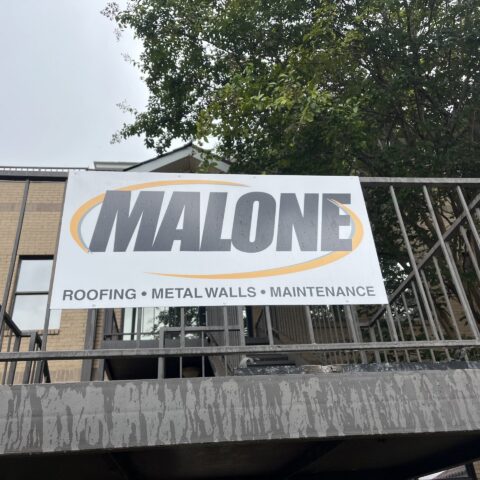 MALONE
ROOFING • METAL WALLS • MAINTENANCE